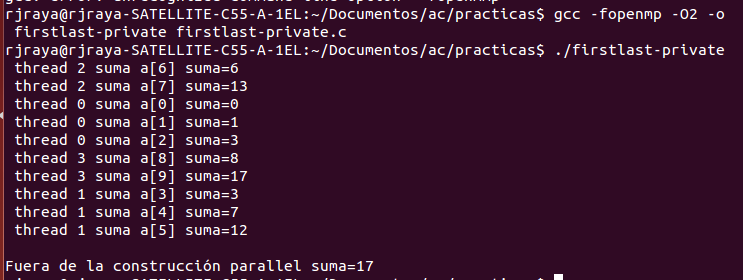 rjraya@rjraya-SATELLITE-C55-A-1EL:~/Documentos/ac/practicas$ gcc -fopenmp -O2 -o
firstlast-private firstlast-private.c
rjraya@rjraya-SATELLITE-C55-A-1EL:~/Documentos/ac/practicas$ ./firstlast-private
thread 2 suma a[6] suma=6
thread 2 suma a[7] suma=13
thread 0 suma a[0] suma=0
thread 0 suma a[1] suma=1
thread 0 suma a[2] suma=3
thread 3 suma a[8] suma=8
thread 3 suma a[9] suma=17
thread 1 suma a[3] suma=3
thread 1 suma a[4] suma=7
thread 1 suma a[5] suma=12
Fuera de la construcción parallel suma=17